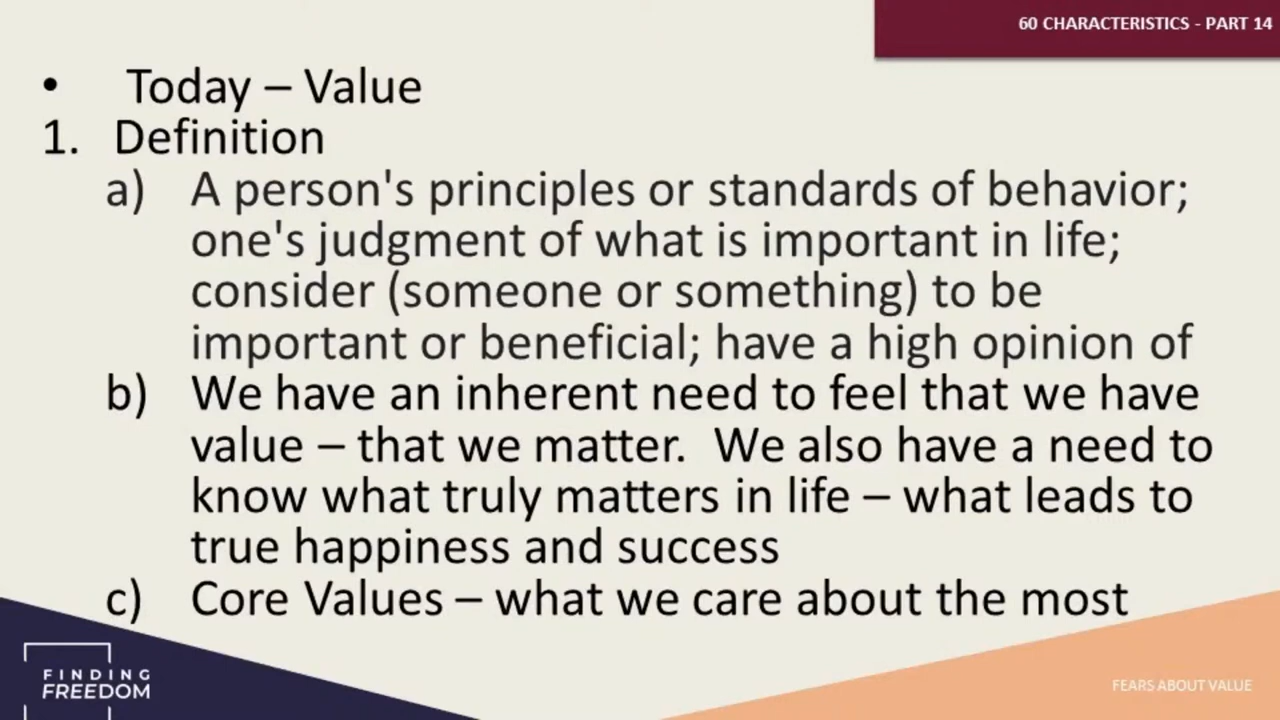 60 CHARACTERISTICS - PART 14
• Today – Value
1. Definition
a) A person's principles or standards of behavior;
one's judgment of what is important in life;
consider (someone or something) to be
important or beneficial; have a high opinion of
b) We have an inherent need to feel that we have
value – that we matter.  We also have a need to
know what truly matters in life – what leads to
true happiness and success
c) Core Values – what we care about the most
FINDING
FREEDOM
FEARS ABOUT VALUE